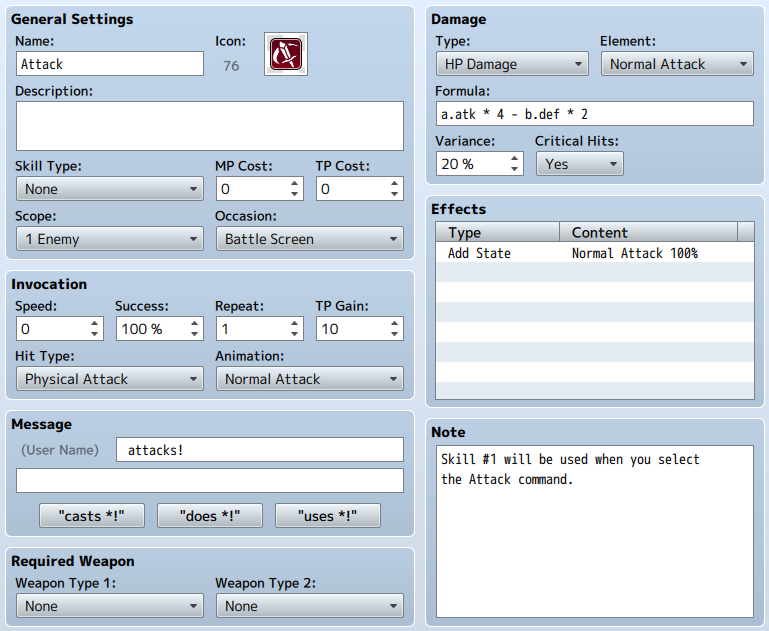 General Settings
Name: Icon:
Attack 76
Description:
Skill Type: MP Cost: TP Cost:
None 0 0
Scope: Occasion:
1 Enemy Battle Screen
Invocation
Speed: Success: Repeat: TP Gain:
0 100 % 1 10
Hit Type: Animation:
Physical Attack Normal Attack
Message
(User Name) attacks!
"casts *!" "does *!" "uses *!"
Required Weapon
Weapon Type 1: Weapon Type 2:
None None
Damage
Type: Element:
HP Damage Normal Attack
Formula:
a.atk * 4 - b.def * 2
Variance: Critical Hits:
20 % Yes
Effects
Type Content
Add State Normal Attack 100%
Note
Skill #1 will be used when you select
the Attack command.